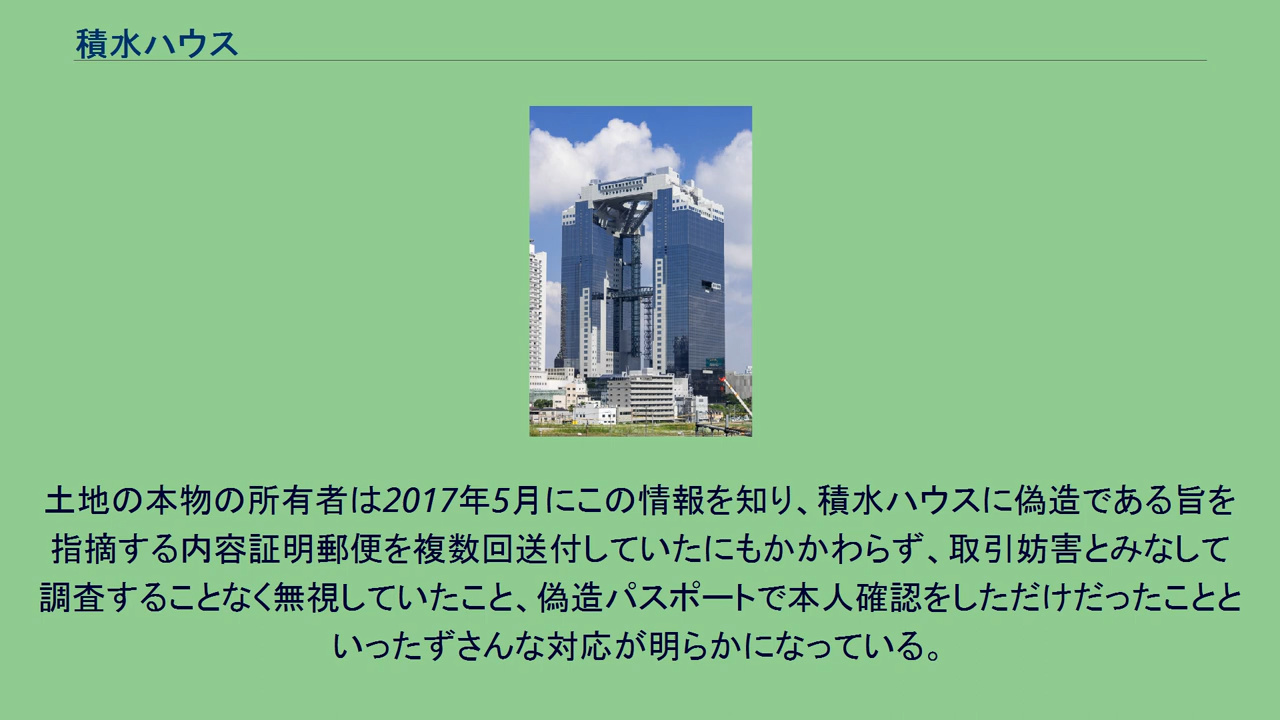 積水ハウス
土地の本物の所有者は2017年5月にこの情報を知り、積水ハウスに偽造である旨を
指摘する内容証明郵便を複数回送付していたにもかかわらず、取引妨害とみなして
調査することなく無視していたこと、偽造パスポートで本人確認をしただけだったことと
いったずさんな対応が明らかになっている。